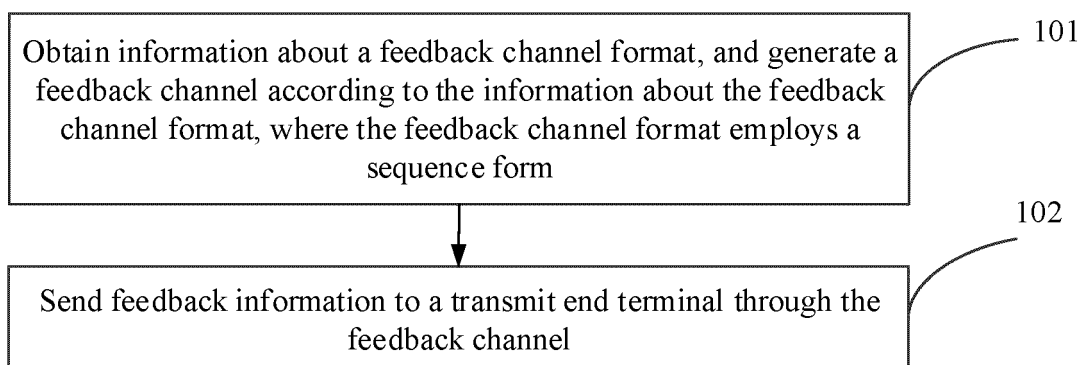 Obtain information about a feedback channel format, and generate a
feedback channel according to the information about the feedback
channel format, where the feedback channel format employs a
sequence form
101
Send feedback information to a transmit end terminal through the
feedback channel
102